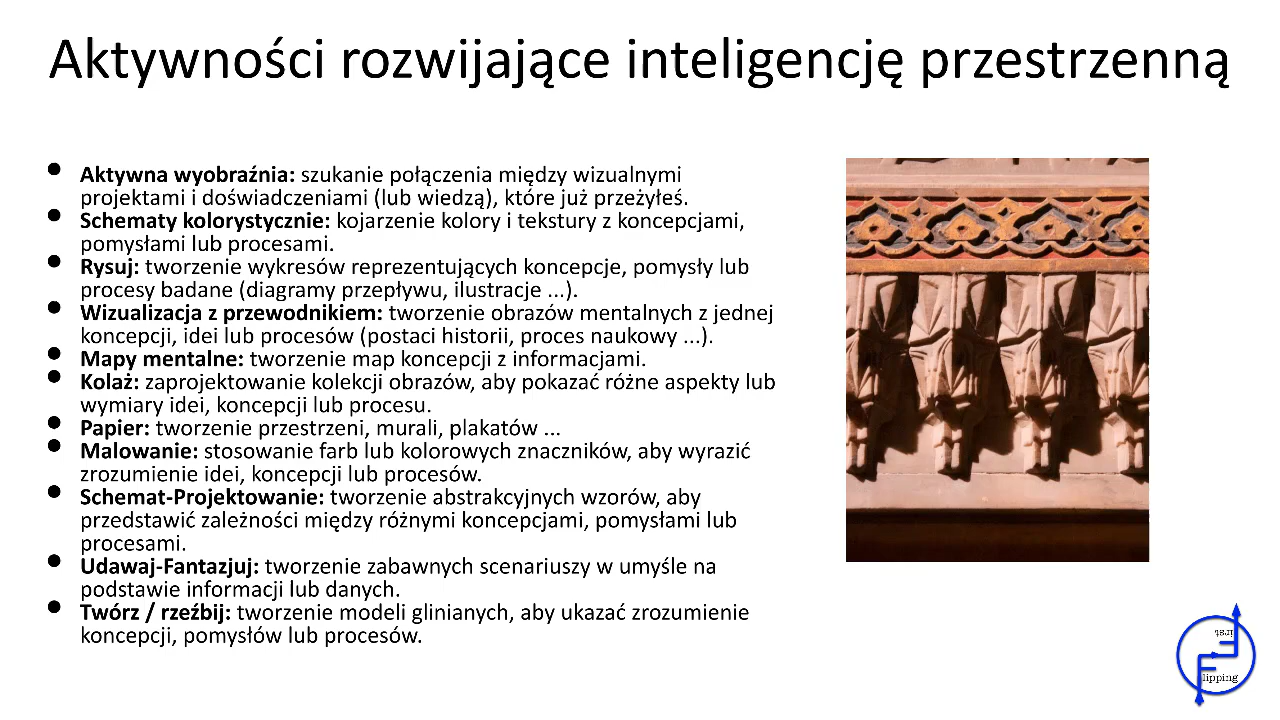 Aktywności rozwijające inteligencję przestrzenną
• Aktywna wyobraźnia: szukanie połączenia między wizualnymi
projektami i doświadczeniami (lub wiedzą), które już przeżyłeś.
• Schematy kolorystycznie: kojarzenie kolory i tekstury z koncepcjami,
pomysłami lub procesami.
• Rysuj: tworzenie wykresów reprezentujących koncepcje, pomysły lub
procesy badane (diagramy przepływu, ilustracje ...).
• Wizualizacja z przewodnikiem: tworzenie obrazów mentalnych z jednej
koncepcji, idei lub procesów (postaci historii, proces naukowy ...).
• Mapy mentalne: tworzenie map koncepcji z informacjami.
• Kolaż: zaprojektowanie kolekcji obrazów, aby pokazać różne aspekty lub
wymiary idei, koncepcji lub procesu.
• Papier: tworzenie przestrzeni, murali, plakatów ...
• Malowanie: stosowanie farb lub kolorowych znaczników, aby wyrazić
zrozumienie idei, koncepcji lub procesów.
• Schemat-Projektowanie: tworzenie abstrakcyjnych wzorów, aby
przedstawić zależności między różnymi koncepcjami, pomysłami lub
procesami.
• Udawaj-Fantazjuj: tworzenie zabawnych scenariuszy w umyśle na
podstawie informacji lub danych.
• Twórz / rzeźbij: tworzenie modeli glinianych, aby ukazać zrozumienie
koncepcji, pomysłów lub procesów.
irst
Flipping